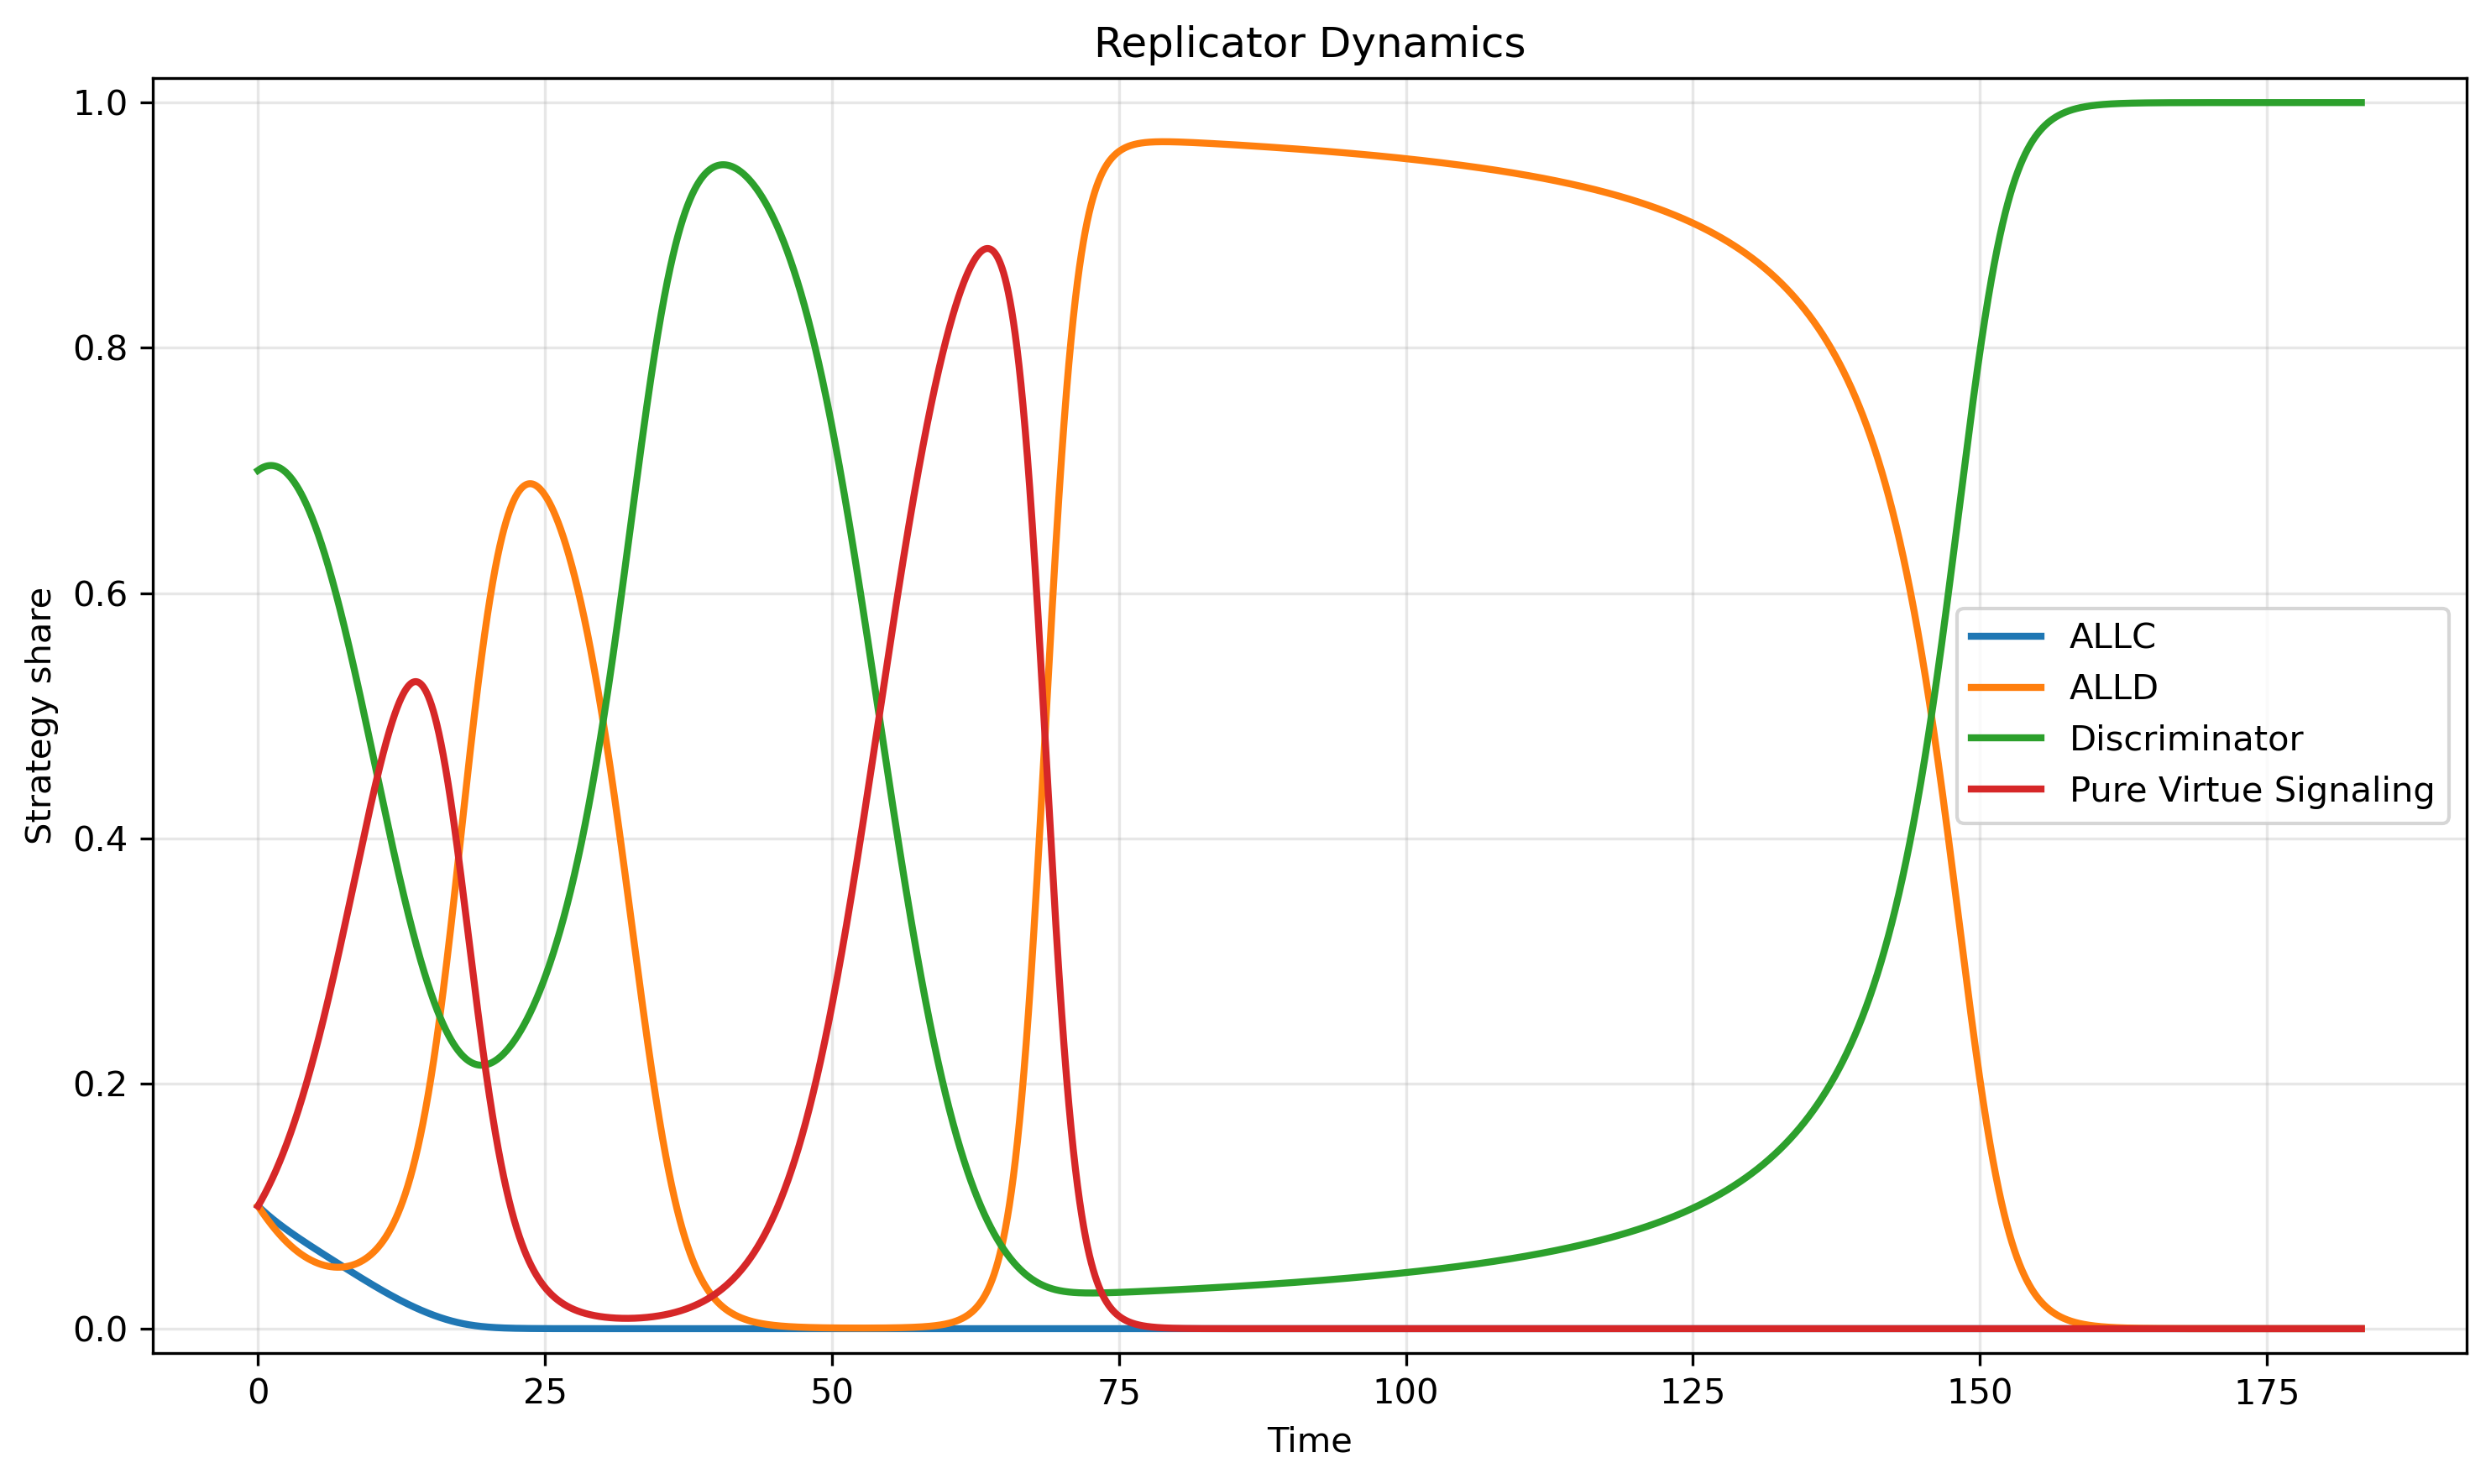 Replicator Dynamics
Strategy share
1.0
0.8
0.6
0.4
0.2
0.0
ALLC
ALLD
Discriminator
Pure Virtue Signaling
0 25 50 75 100 125 150 175
Time